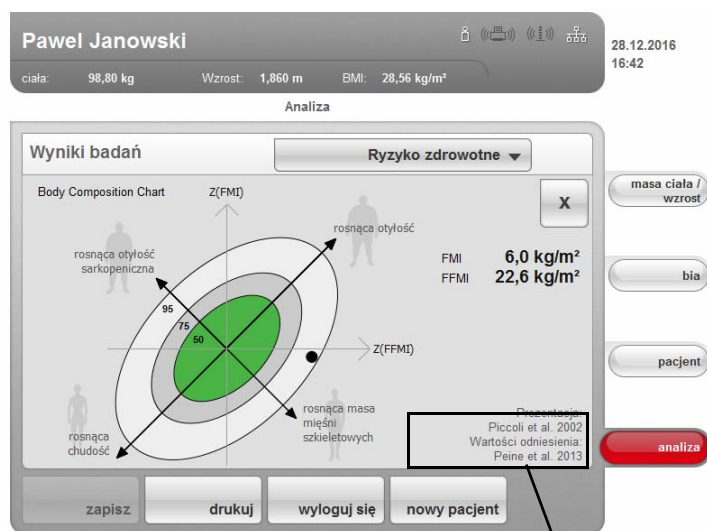 Pawel Janowski
28.12.2016
16:42
ciała: 98,80 kg Wzrost: 1,860 m BMI: 28,56 kg/m²
Analiza
Wyniki badań
Ryzyko zdrowotne
Body Composition Chart
Z(FMI)
X
masa ciała /
wzrost
rosnąca otyłość
rosnąca otyłość
sarkopeniczna
FMI 6,0 kg/m²
FFMI 22,6 kg/m²
bia
95
75
50
Z(FFMI)
pacjent
rosnąca masa
mięśni
szkieletowych
rosnąca
chudość
Prezentacja:
Piccoli et al. 2002
Wartości odniesienia:
Peine et al. 2013
analiza
zapisz
drukuj
wyloguj się
nowy pacjent